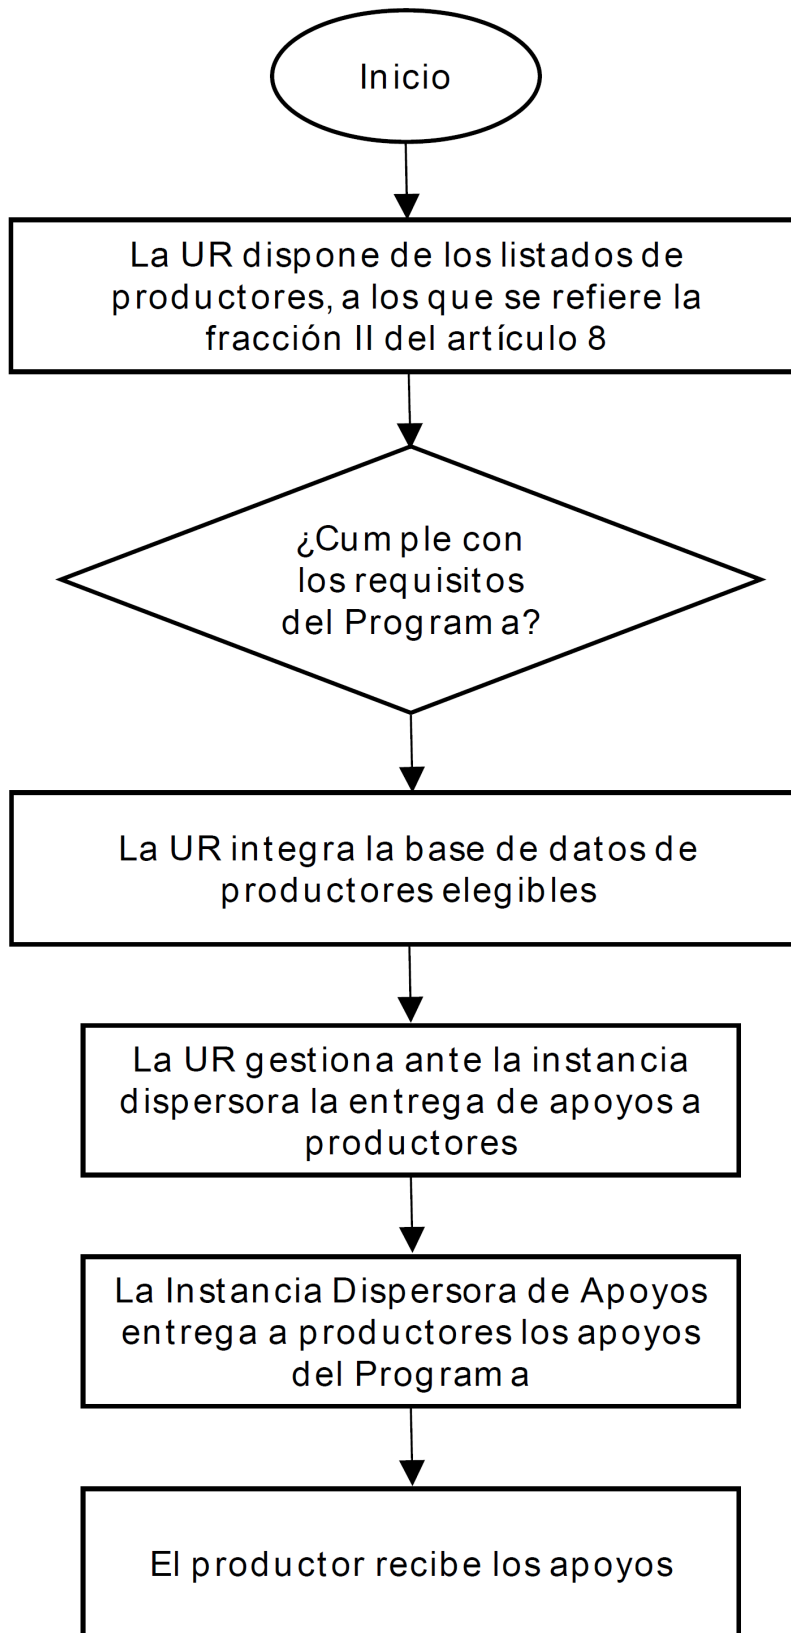 Inicio
La UR dispone de los listados de
productores, a los que se refiere la
fracción II del artículo 8
¿Cumple con
los requisitos
del Programa?
La UR integra la base de datos de
productores elegibles
La UR gestiona ante la instancia
dispersora la entrega de apoyos a
productores
La Instancia Dispersora de Apoyos
entrega a productores los apoyos
del Programa
El productor recibe los apoyos